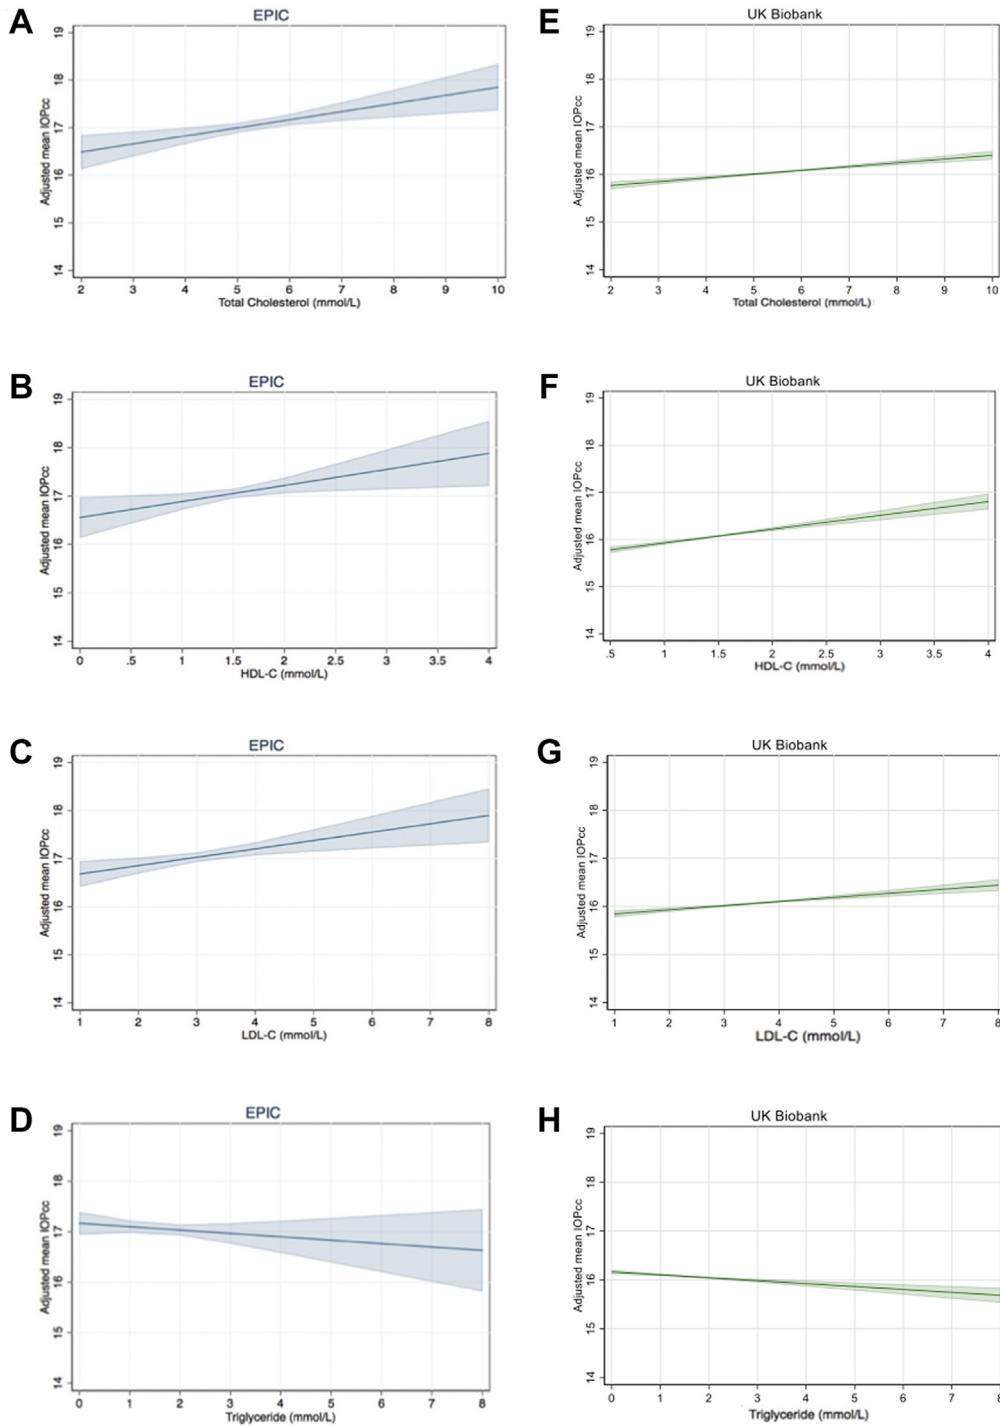 A
EPIC
Adjusted mean IOPcc
19
18
17
16
15
14
2 3 4 5 6 7 8 9 10
Total Cholesterol (mmol/L)
E
UK Biobank
Adjusted mean IOPcc
19
18
17
16
15
14
2 3 4 5 6 7 8 9 10
Total Cholesterol (mmol/L)
B
EPIC
Adjusted mean IOPcc
19
18
17
16
15
14
0 .5 1 1.5 2 2.5 3 3.5 4
HDL-C (mmol/L)
F
UK Biobank
Adjusted mean IOPcc
19
18
17
16
15
14
.5 1 1.5 2 2.5 3 3.5 4
HDL-C (mmol/L)
C
EPIC
Adjusted mean IOPcc
19
18
17
16
15
14
1 2 3 4 5 6 7 8
LDL-C (mmol/L)
G
UK Biobank
Adjusted mean IOPcc
19
18
17
16
15
14
1 2 3 4 5 6 7 8
LDL-C (mmol/L)
D
EPIC
Adjusted mean IOPcc
19
18
17
16
15
14
0 1 2 3 4 5 6 7 8
Triglyceride (mmol/L)
H
UK Biobank
Adjusted mean IOPcc
19
18
17
16
15
14
0 1 2 3 4 5 6 7 8
Triglyceride (mmol/L)